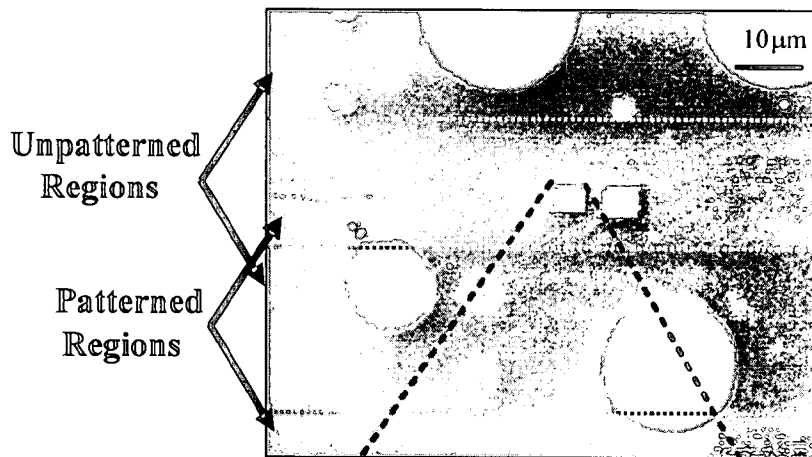 10μm
Unpatterned
Regions
Patterned
Regions